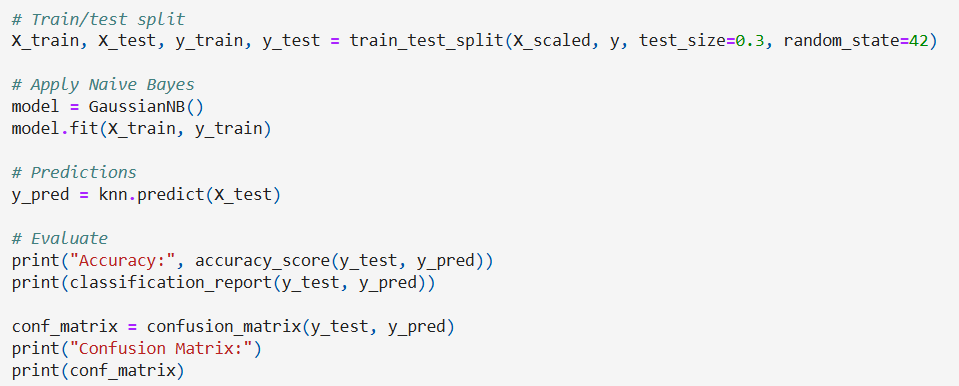 # Train/test split
X_train, X_test, y_train, y_test = train_test_split(X_scaled, y, test_size=0.3, random_state=42)
# Apply Naive Bayes
model = GaussianNB()
model.fit(X_train, y_train)
# Predictions
y_pred = knn.predict(X_test)
# Evaluate
print("Accuracy:", accuracy_score(y_test, y_pred))
print(classification_report(y_test, y_pred))
conf_matrix = confusion_matrix(y_test, y_pred)
print("Confusion Matrix:")
print(conf_matrix)